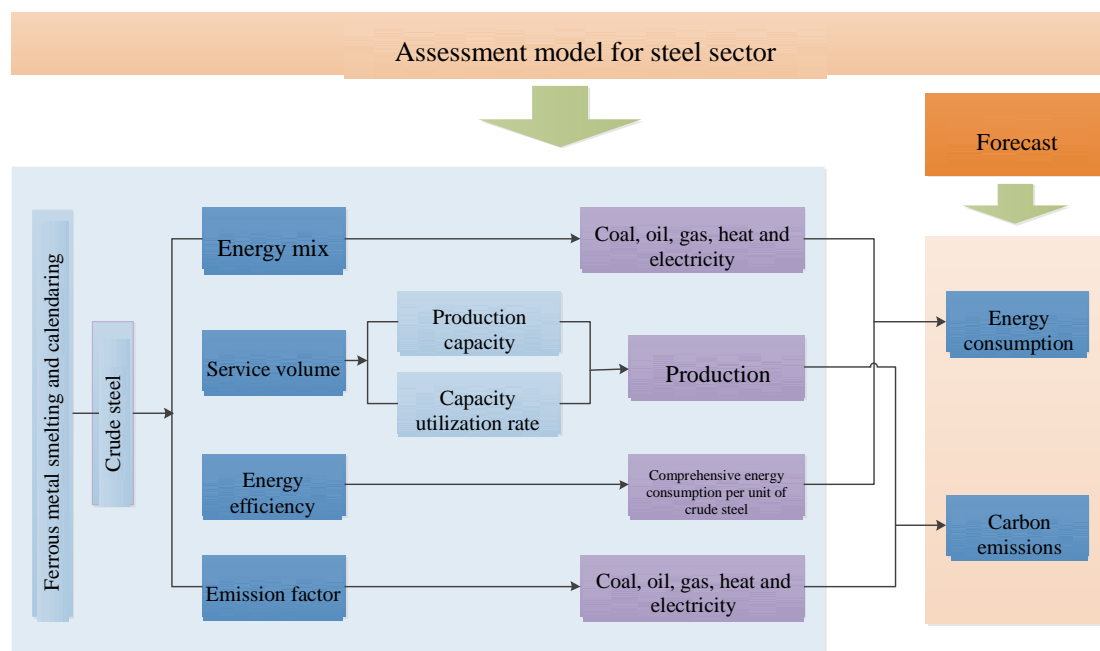 Assessment model for steel sector
Forecast
Ferrous metal smelting and calendaring
Crude steel
Energy mix
Coal, oil, gas, heat and
electricity
Service volume
Production
capacity
Capacity
utilization rate
Production
Energy
efficiency
Comprehensive energy
consumption per unit of
crude steel
Emission factor
Coal, oil, gas, heat and
electricity
Energy
consumption
Carbon
emissions